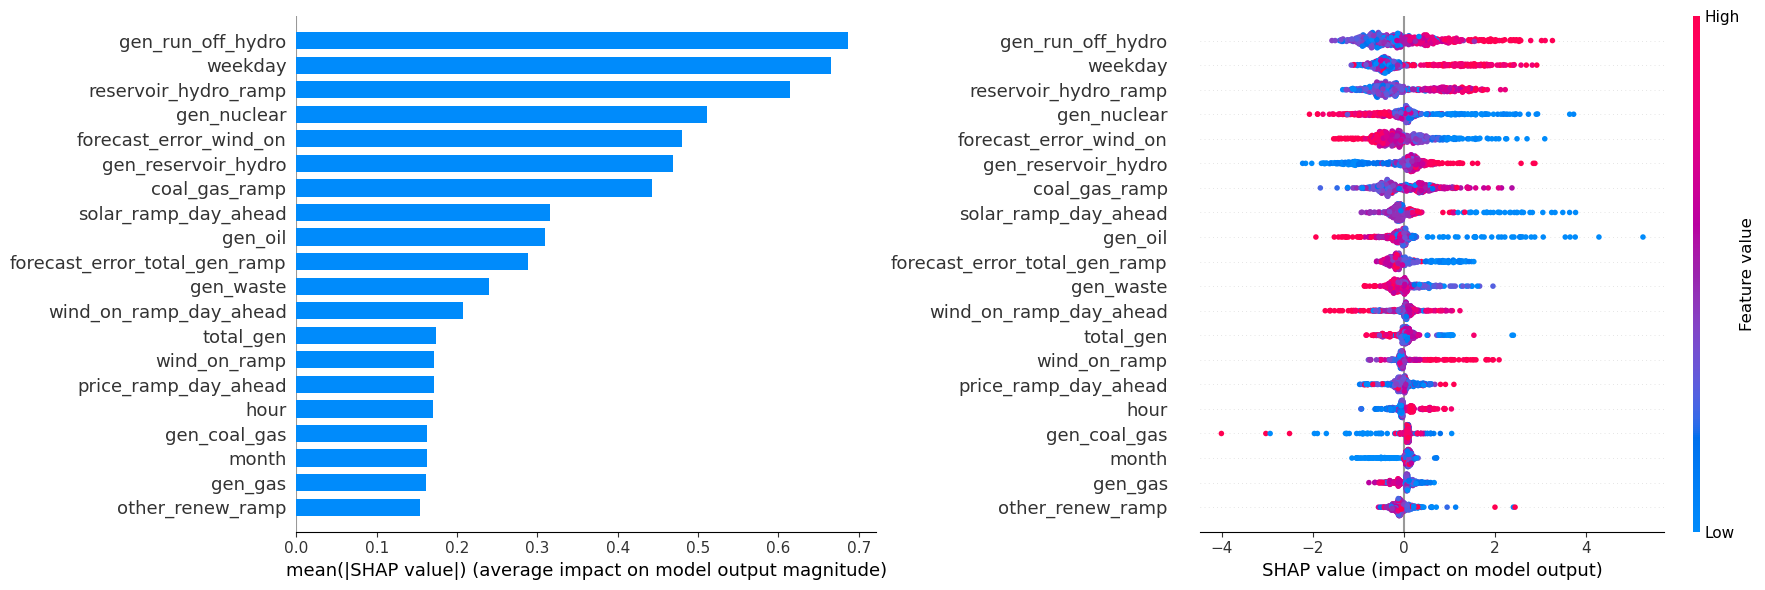 gen_run_off_hydro
weekday
reservoir_hydro_ramp
gen_nuclear
forecast_error_wind_on
gen_reservoir_hydro
coal_gas_ramp
solar_ramp_day_ahead
gen_oil
forecast_error_total_gen_ramp
gen_waste
wind_on_ramp_day_ahead
total_gen
wind_on_ramp
price_ramp_day_ahead
hour
gen_coal_gas
month
gen_gas
other_renew_ramp
0.0 0.1 0.2 0.3 0.4 0.5 0.6 0.7
mean(|SHAP value|) (average impact on model output magnitude)
gen_run_off_hydro
weekday
reservoir_hydro_ramp
gen_nuclear
forecast_error_wind_on
gen_reservoir_hydro
coal_gas_ramp
solar_ramp_day_ahead
gen_oil
forecast_error_total_gen_ramp
gen_waste
wind_on_ramp_day_ahead
total_gen
wind_on_ramp
price_ramp_day_ahead
hour
gen_coal_gas
month
gen_gas
other_renew_ramp
−4 −2 0 2 4
SHAP value (impact on model output)
High
Feature value
Low